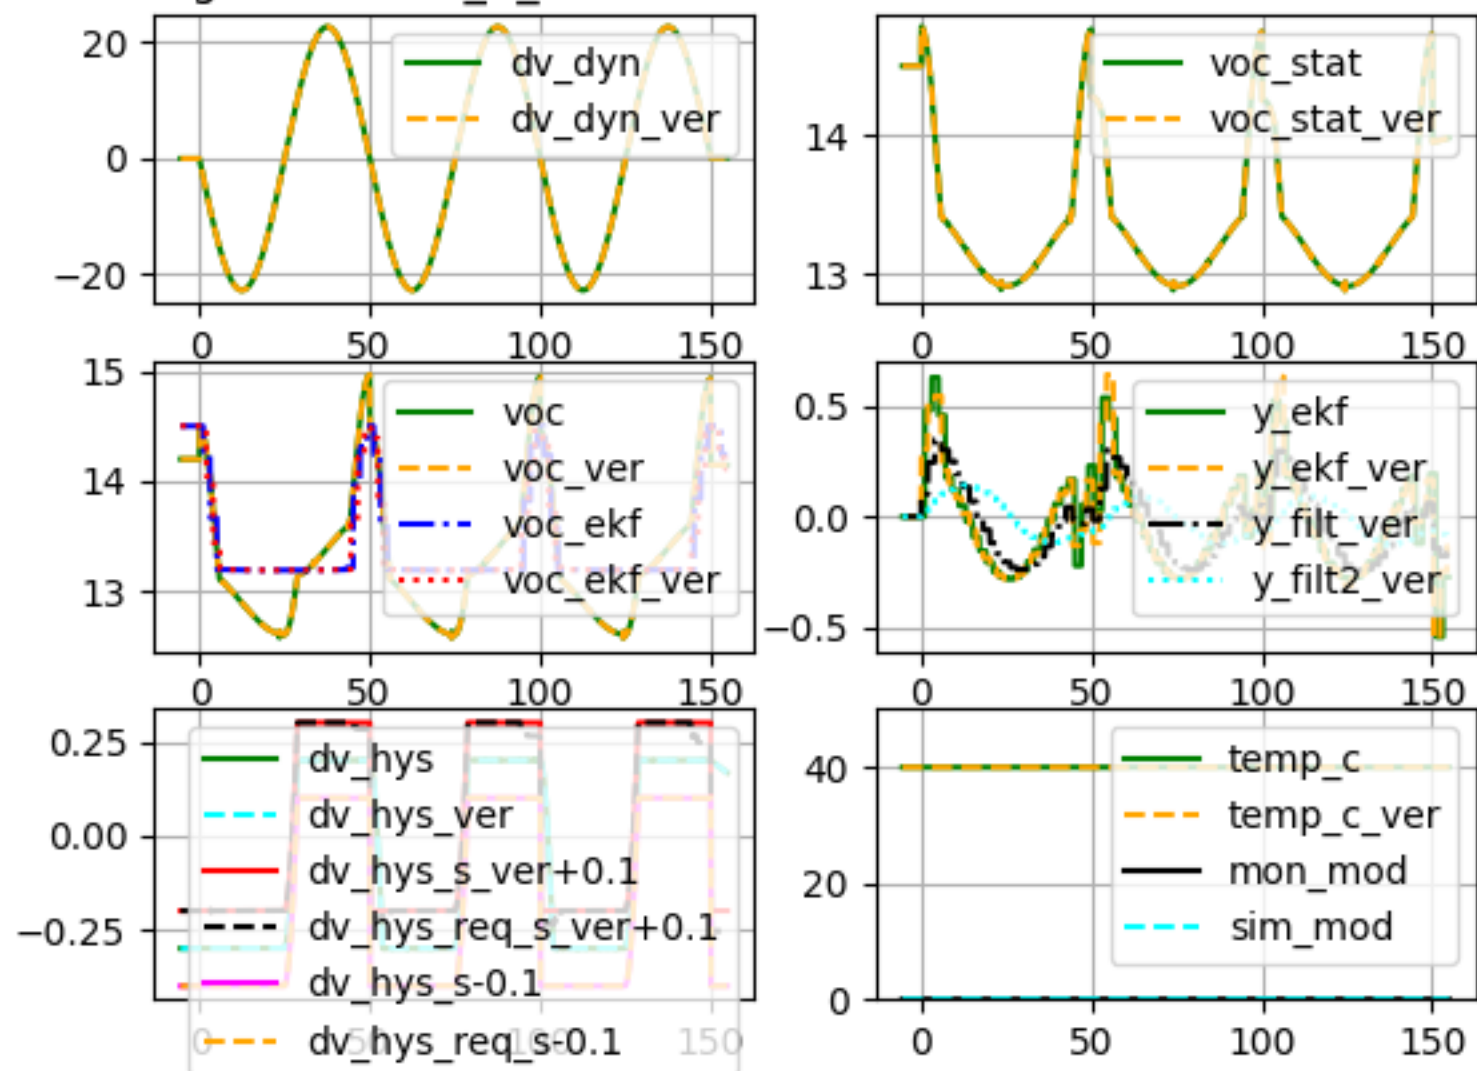 20
0
−20
0
50
100
150
dv_dyn
dv_dyn_ver
14
13
0
50
100
150
voc_stat
voc_stat_ver
15
14
13
0
50
100
150
voc
voc_ver
voc_ekf
voc_ekf_ver
0.5
0.0
−0.5
0
50
100
150
y_ekf
y_ekf_ver
y_filt_ver
y_filt2_ver
0.25
0.00
−0.25
0
50
100
150
dv_hys
dv_hys_ver
dv_hys_s_ver+0.1
dv_hys_req_s_ver+0.1
dv_hys_s-0.1
dv_hys_req_s-0.1
40
20
0
0
50
100
150
temp_c
temp_c_ver
mon_mod
sim_mod